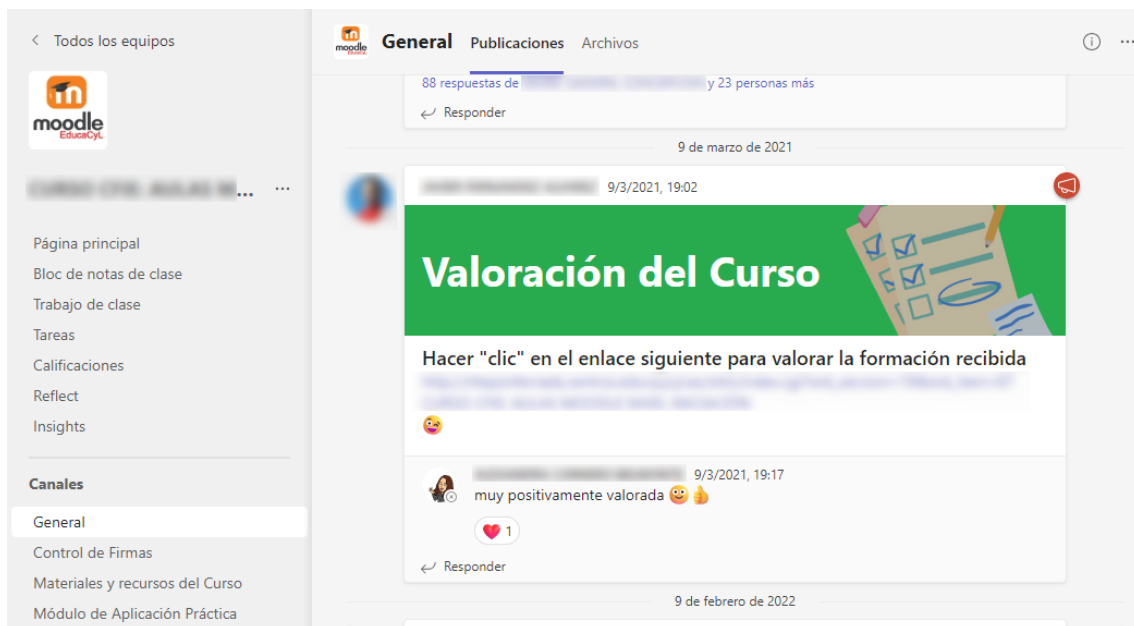 Todos los equipos
moodle
EducaCyL
...
Página principal
Bloc de notas de clase
Trabajo de clase
Tareas
Calificaciones
Reflect
Insights
Canales
General
Control de Firmas
Materiales y recursos del Curso
Módulo de Aplicación Práctica
moodle
General Publicaciones Archivos
88 respuestas de y 23 personas más
Responder
9 de marzo de 2021
9/3/2021, 19:02
Valoración del Curso
Hacer "clic" en el enlace siguiente para valorar la formación recibida
9/3/2021, 19:17
muy positivamente valorada
1
Responder
9 de febrero de 2022